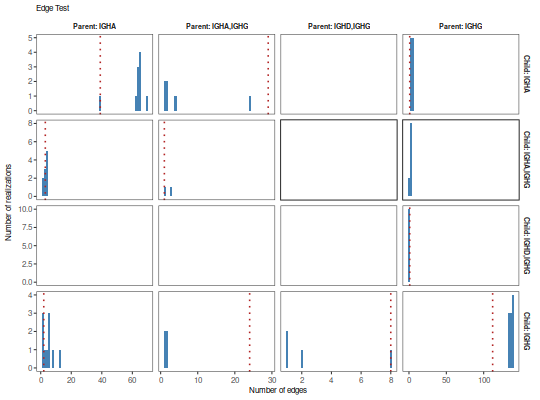 Edge Test
Parent: IGHA Parent: IGHA,IGHG Parent: IGHD,IGHG Parent: IGHG
5
4
3
2
1
0
Child: IGHA
8
6
4
2
0
Child: IGHA,IGHG
10.0
7.5
5.0
2.5
0.0
Child: IGHD,IGHG
4
3
2
1
0
Child: IGHG
Number of realizations
0 20 40 60 0 10 20 30 0 2 4 6 8 0 50 100
Number of edges